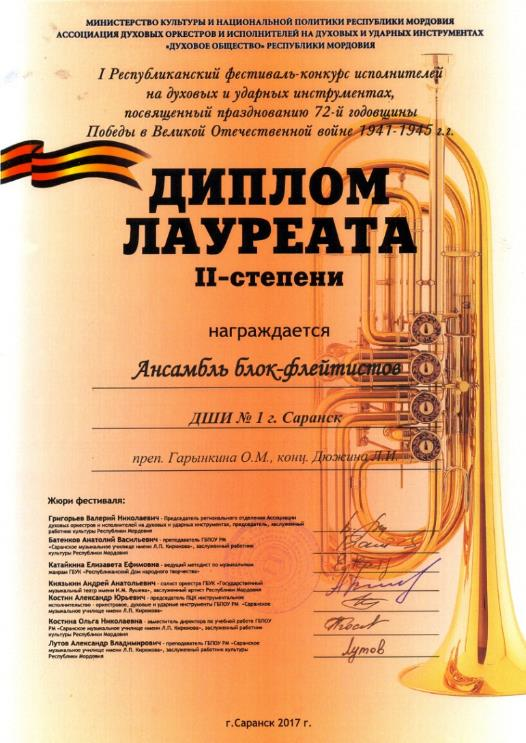 МИНИСТЕРСТВО КУЛЬТУРЫ И НАЦИОНАЛЬНОЙ ПОЛИТИКИ РЕСПУБЛИКИ МОРДОВИЯ
АССОЦИАЦИЯ ДУХОВЫХ ОРКЕСТРОВ И ИСПОЛНИТЕЛЕЙ НА ДУХОВЫХ И УДАРНЫХ ИНСТРУМЕНТАХ
«ДУХОВОЕ ОБЩЕСТВО» РЕСПУБЛИКИ МОРДОВИЯ
I Республиканский фестиваль-конкурс исполнителей
на духовых и ударных инструментах,
посвященный празднованию 72-й годовщины
Победы в Великой Отечественной войне 1941-1945 г.г.
ДИПЛОМ
ЛАУРЕАТА
II-степени
награждается
Ансамбль блок-флейтистов
ДШИ № 1 г. Саранск
преп. Гарынкина О.М., конц. Дюжина Л.И.
Жюри фестиваля:
Григорьев Валерий Николаевич - Председатель регионального отделения Ассоциации
духовых оркестров и исполнителей на духовых и ударных инструментах, председатель, заслуженный
работник культуры Республики Мордовия
Батенков Анатолий Васильевич - преподаватель ГБПОУ РМ
«Саранское музыкальное училище имени Л.П. Кирюкова», заслуженный работник
культуры Республики Мордовия
Катайкина Елизавета Ефимовна - ведущий методист по музыкальным
жанрам ГБУК «Республиканский Дом народного творчества»
Князькин Андрей Анатольевич - солист оркестра ГБУК «Государственный
музыкальный театр имени И.М. Яушева», заслуженный артист Республики Мордовия
Костин Александр Юрьевич - председатель ПЦК инструментальное
исполнительство - оркестровое, духовые и ударные инструменты ГБПОУ РМ «Саранское
музыкальное училище имени Л.П. Кирюкова».
Костина Ольга Николаевна - заместитель директора по учебной работе ГБПОУ
РМ «Саранское музыкальное училище имени Л.П. Кирюкова», заслуженный работник
культуры Республики Мордовия
Лутов Александр Владимирович - преподаватель ГБПОУ РМ «Саранское
музыкальное училище имени Л.П. Кирюкова», заслуженный работник культуры
Республики Мордовия
Лутов
г.Саранск 2017 г.